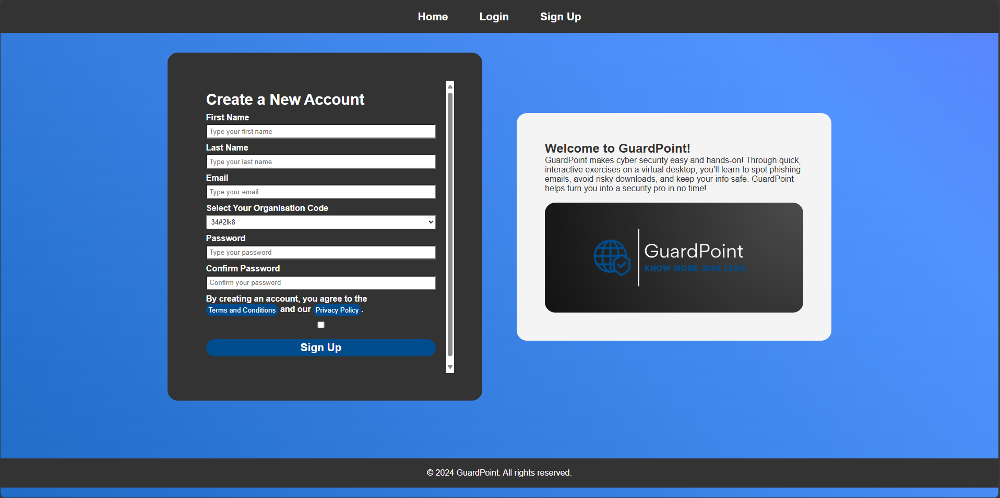 Home
Login
Sign Up
Create a New Account
First Name
Type your first name
Last Name
Type your last name
Email
Type your email
Select Your Organisation Code
34#2lk8
Password
Type your password
Confirm Password
Confirm your password
By creating an account, you agree to the
Terms and Conditions and our Privacy Policy.
Sign Up
Welcome to GuardPoint!
GuardPoint makes cyber security easy and hands-on! Through quick,
interactive exercises on a virtual desktop, you’ll learn to spot phishing
emails, avoid risky downloads, and keep your info safe. GuardPoint
helps turn you into a security pro in no time!
GuardPoint
KNOW MORE. RISK LESS.
© 2024 GuardPoint. All rights reserved.